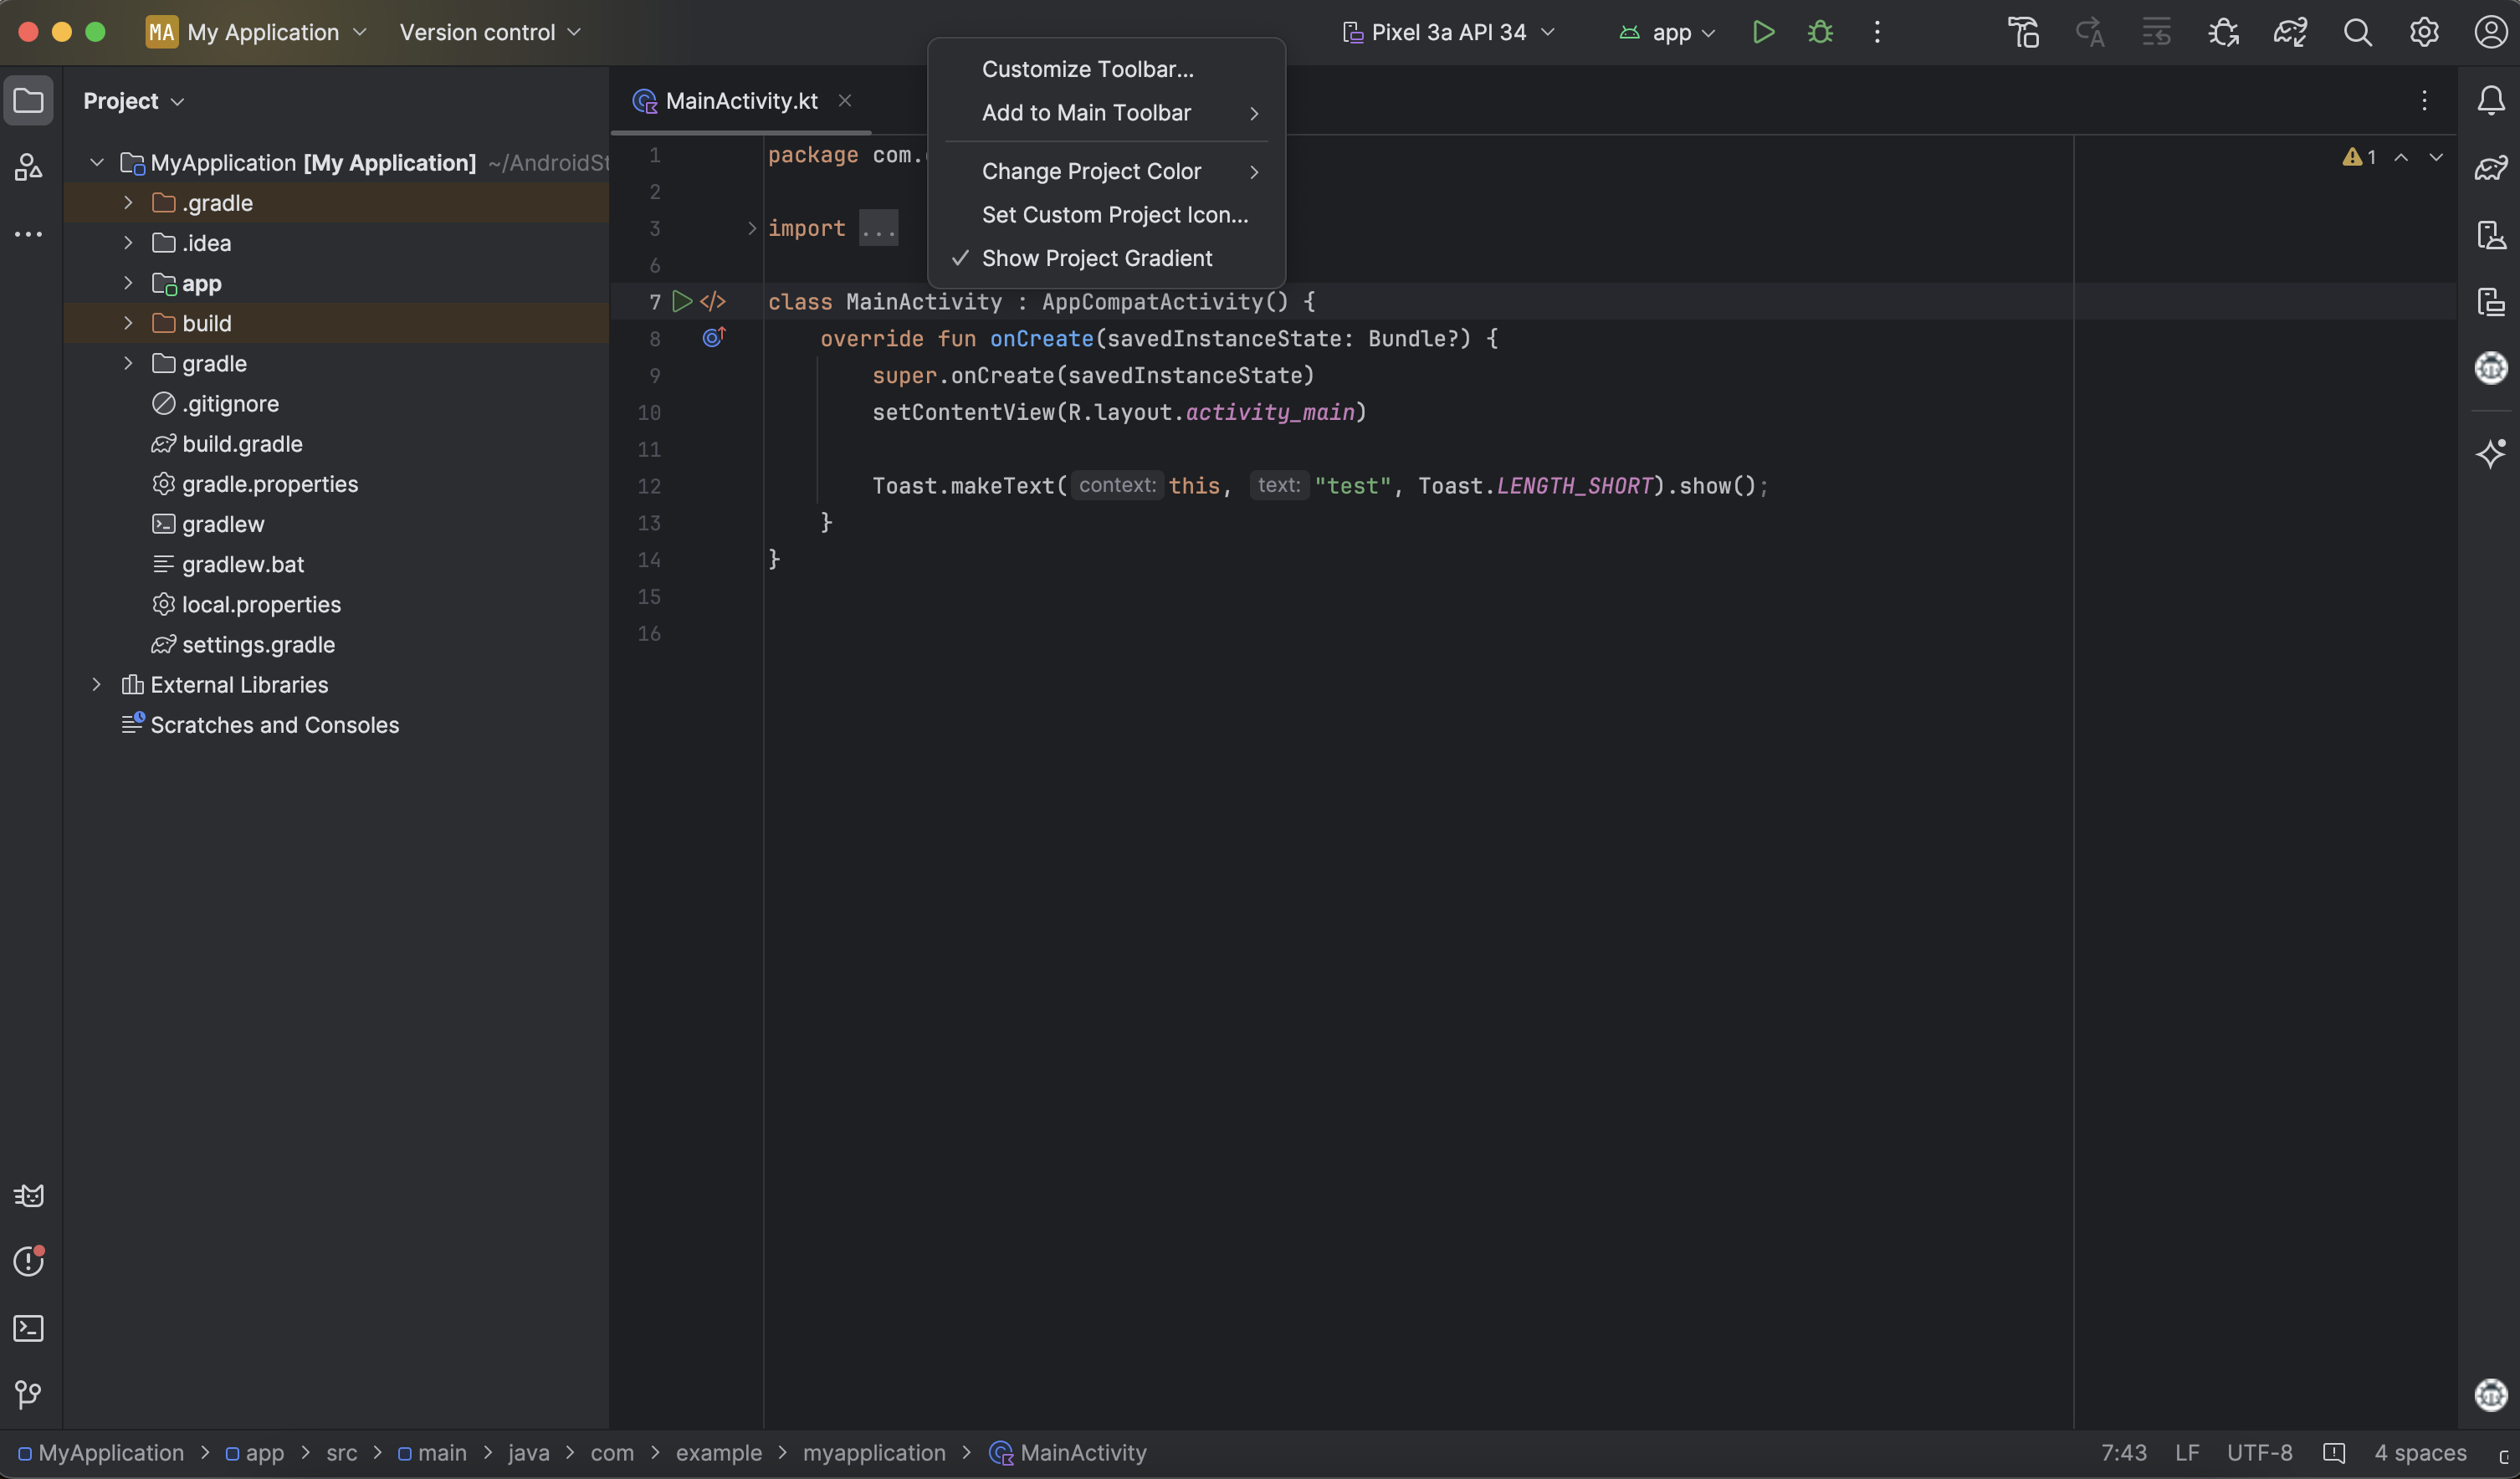 MA My Application Version control Pixel 3a API 34 app
Customize Toolbar...
Add to Main Toolbar
Change Project Color
Set Custom Project Icon...
Show Project Gradient
Project
MyApplication [My Application] ~/AndroidSt
.gradle
.idea
app
build
gradle
.gitignore
build.gradle
gradle.properties
gradlew
gradlew.bat
local.properties
settings.gradle
External Libraries
Scratches and Consoles
MainActivity.kt
1 package com.
1
2
3 import ...
6
7 class MainActivity : AppCompatActivity() {
8 override fun onCreate(savedInstanceState: Bundle?) {
9 super.onCreate(savedInstanceState)
10 setContentView(R.layout.activity_main)
11
12 Toast.makeText( context: this, text: "test", Toast.LENGTH_SHORT).show();
13 }
14 }
15
16
MyApplication > app > src > main > java > com > example > myapplication > MainActivity
7:43 LF UTF-8 4 spaces